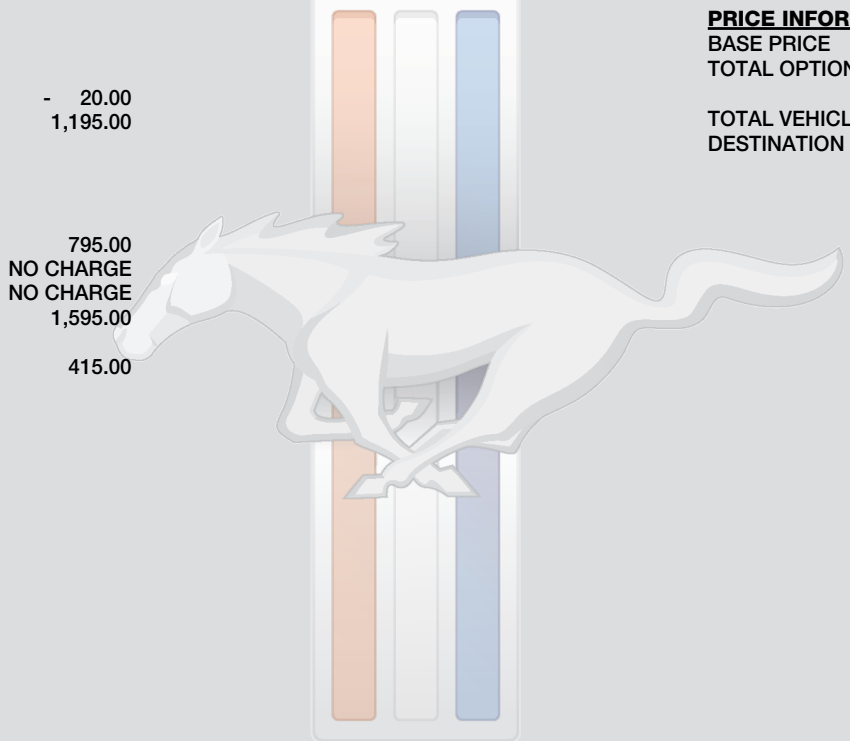 - 20.00
1,195.00
795.00
NO CHARGE
NO CHARGE
1,595.00
415.00
PRICE INFOR
BASE PRICE
TOTAL OPTION
TOTAL VEHICL
DESTINATION